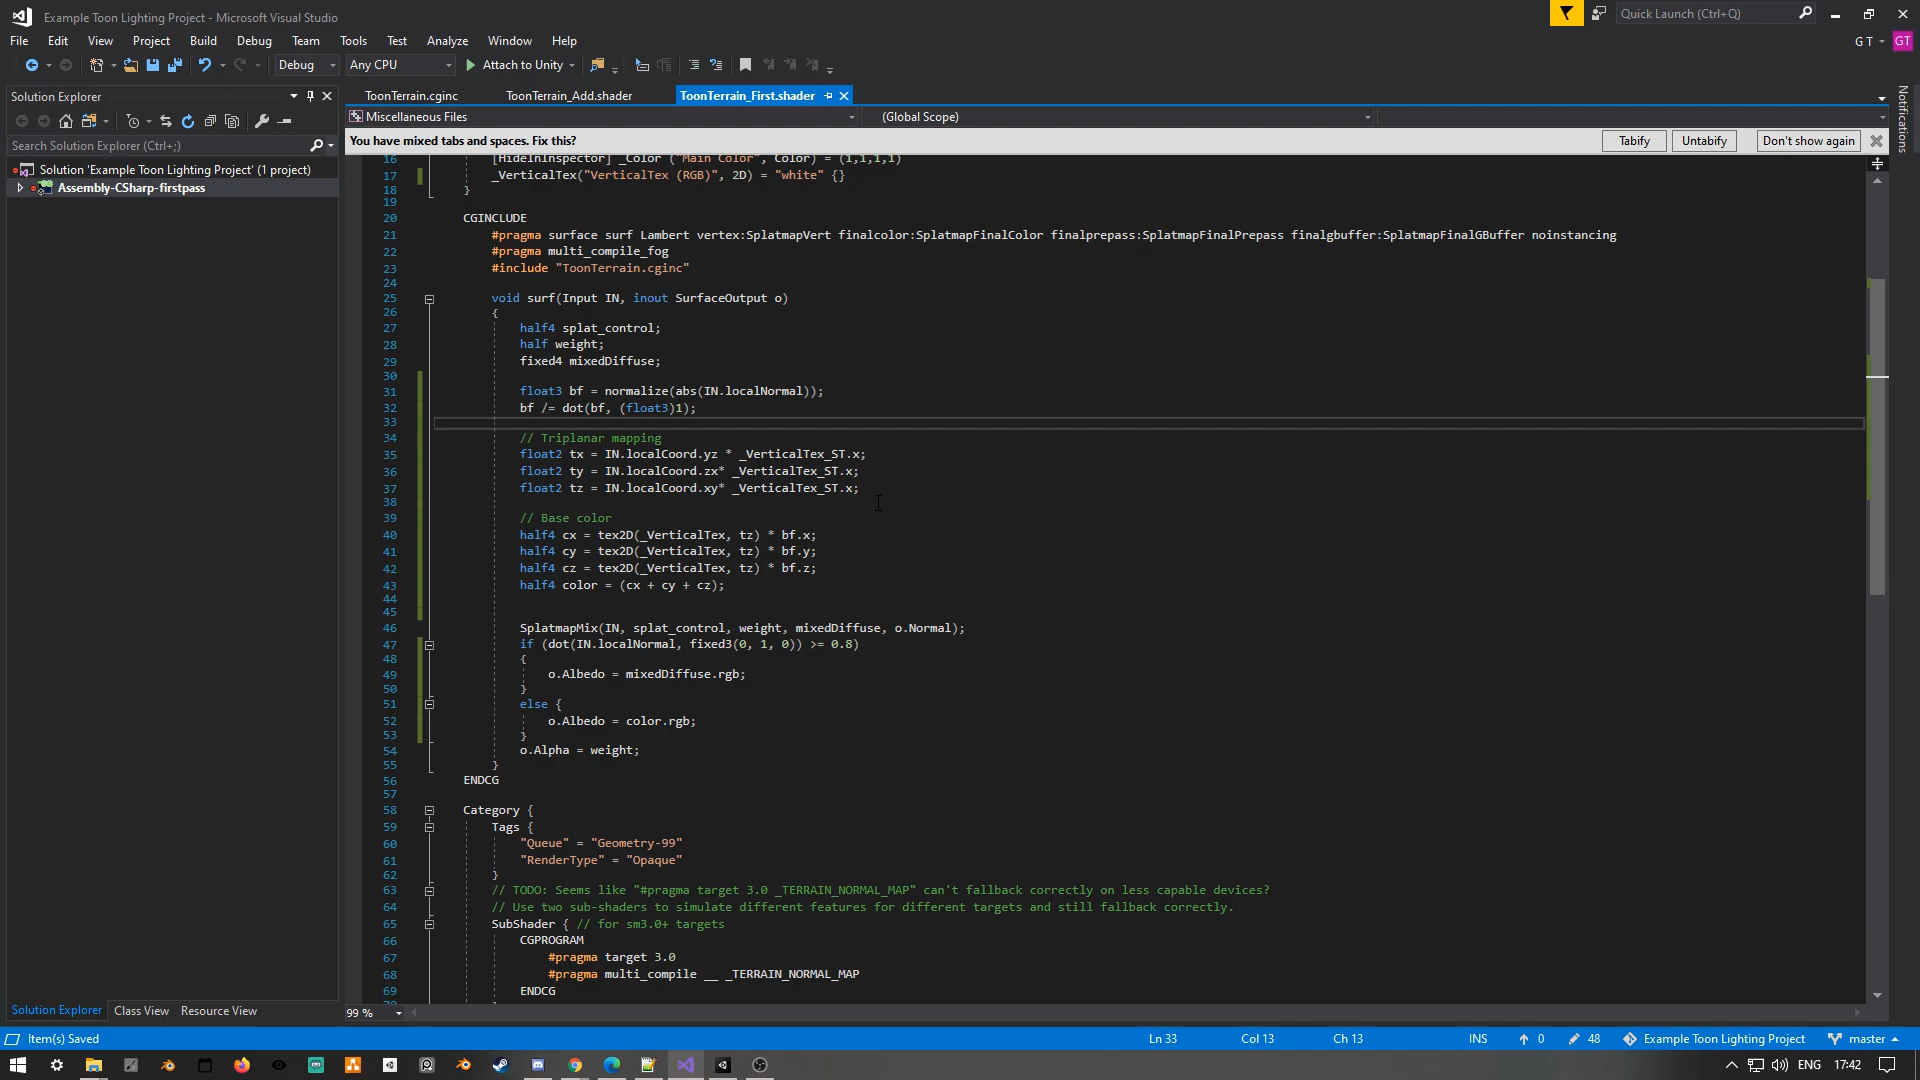 Example Toon Lighting Project - Microsoft Visual Studio
Quick Launch (Ctrl+Q)
File Edit View Project Build Debug Team Tools Test Analyze Window Help
G T
GT
Debug
Any CPU
Attach to Unity
Solution Explorer
ToonTerrain.cginc
ToonTerrain_Add.shader
ToonTerrain_First.shader
Notifications
Miscellaneous Files
(Global Scope)
Search Solution Explorer (Ctrl+;)
You have mixed tabs and spaces. Fix this?
Tabify
Untabify
Don't show again
Solution 'Example Toon Lighting Project' (1 project)
Assembly-CSharp-firstpass
16 [HideInInspector] _Color ("Main Color", Color) = (1,1,1,1)
17 _VerticalTex("VerticalTex (RGB)", 2D) = "white" {}
18 }
19
20 CGINCLUDE
21 #pragma surface surf Lambert vertex:SplatmapVert finalcolor:SplatmapFinalColor finalprepass:SplatmapFinalPrepass finalgbuffer:SplatmapFinalGBuffer noinstancing
22 #pragma multi_compile_fog
23 #include "ToonTerrain.cginc"
24
25 void surf(Input IN, inout SurfaceOutput o)
26 {
27 half4 splat_control;
28 half weight;
29 fixed4 mixedDiffuse;
30
31 float3 bf = normalize(abs(IN.localNormal));
32 bf /= dot(bf, (float3)1);
33
34 // Triplanar mapping
35 float2 tx = IN.localCoord.yz * _VerticalTex_ST.x;
36 float2 ty = IN.localCoord.zx* _VerticalTex_ST.x;
37 float2 tz = IN.localCoord.xy* _VerticalTex_ST.x;
38
39 // Base color
40 half4 cx = tex2D(_VerticalTex, tz) * bf.x;
41 half4 cy = tex2D(_VerticalTex, tz) * bf.y;
42 half4 cz = tex2D(_VerticalTex, tz) * bf.z;
43 half4 color = (cx + cy + cz);
44
45
46 SplatmapMix(IN, splat_control, weight, mixedDiffuse, o.Normal);
47 if (dot(IN.localNormal, fixed3(0, 1, 0)) >= 0.8)
48 {
49 o.Albedo = mixedDiffuse.rgb;
50 }
51 else {
52 o.Albedo = color.rgb;
53 }
54 o.Alpha = weight;
55 }
56 ENDCG
57
58 Category {
59 Tags {
60 "Queue" = "Geometry-99"
61 "RenderType" = "Opaque"
62 }
63 // TODO: Seems like "#pragma target 3.0 _TERRAIN_NORMAL_MAP" can't fallback correctly on less capable devices?
64 // Use two sub-shaders to simulate different features for different targets and still fallback correctly.
65 SubShader { // for sm3.0+ targets
66 CGPROGRAM
67 #pragma target 3.0
68 #pragma multi_compile __ _TERRAIN_NORMAL_MAP
69 ENDCG
Solution Explorer Class View Resource View
99 %
Item(s) Saved
Ln 33
Col 13
Ch 13
INS
0
48
Example Toon Lighting Project
master
ENG
17:42